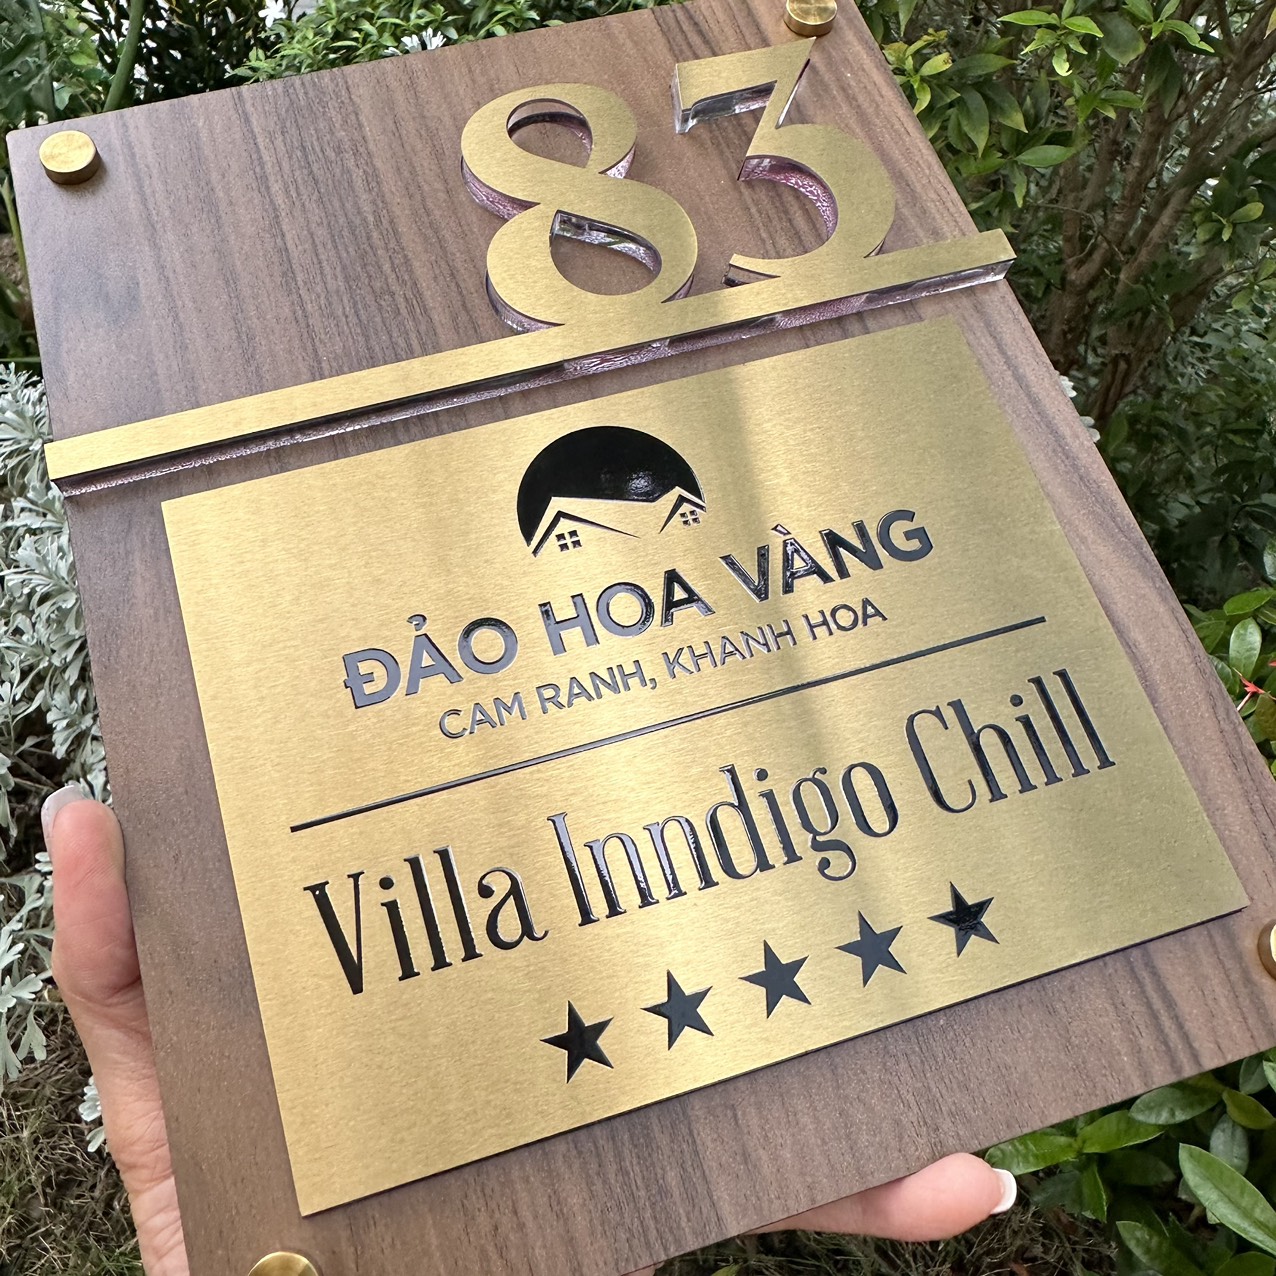 83
ĐẢO HOA VÀNG
CAM RANH, KHANH HOA
Villa Inndigo Chill